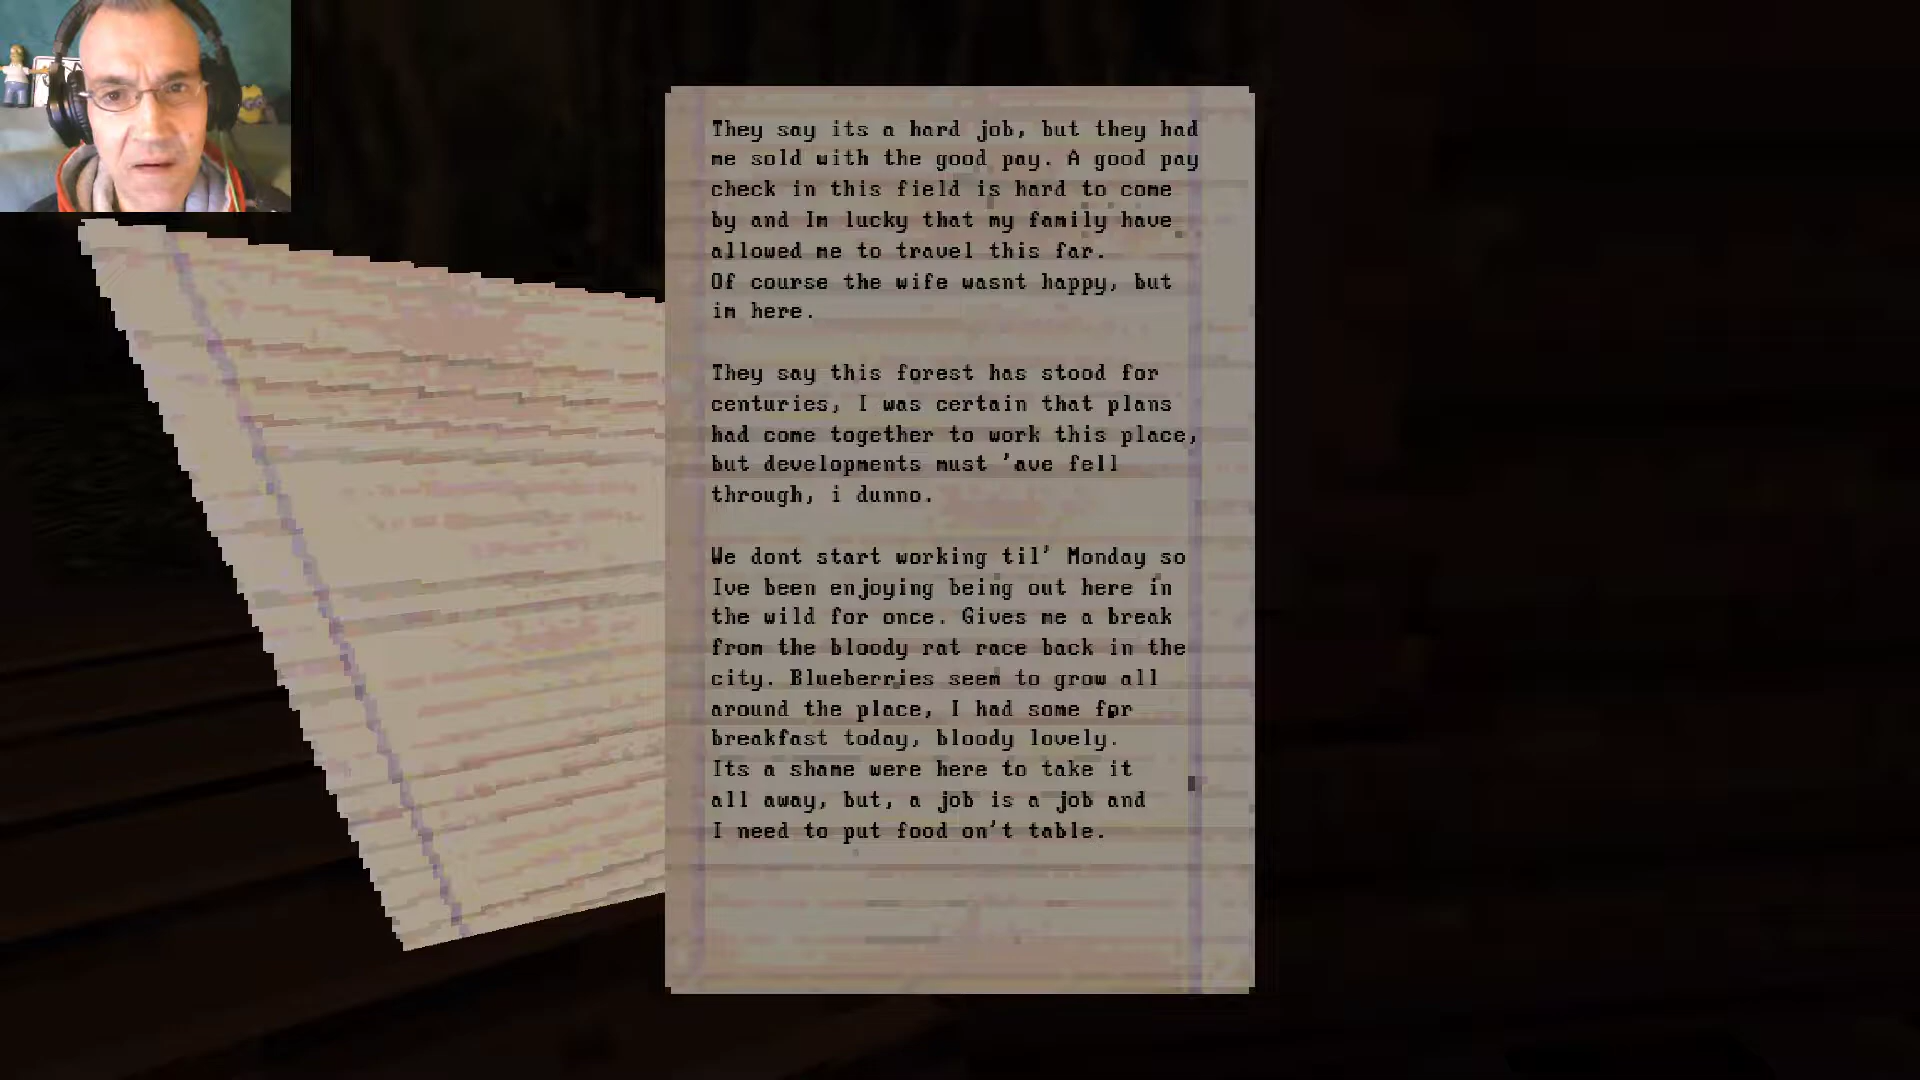 They say its a hard job, but they had
me sold with the good pay. A good pay
check in this field is hard to come
by and Im lucky that my family have
allowed me to travel this far.
Of course the wife wasnt happy, but
im here.
They say this forest has stood for
centuries, I was certain that plans
had come together to work this place,
but developments must 'ave fell
through, i dunno.
We dont start working til' Monday so
Ive been enjoying being out here in
the wild for once. Gives me a break
from the bloody rat race back in the
city. Blueberries seem to grow all
around the place, I had some for
breakfast today, bloody lovely.
Its a shame were here to take it
all away, but, a job is a job and
I need to put food on't table.